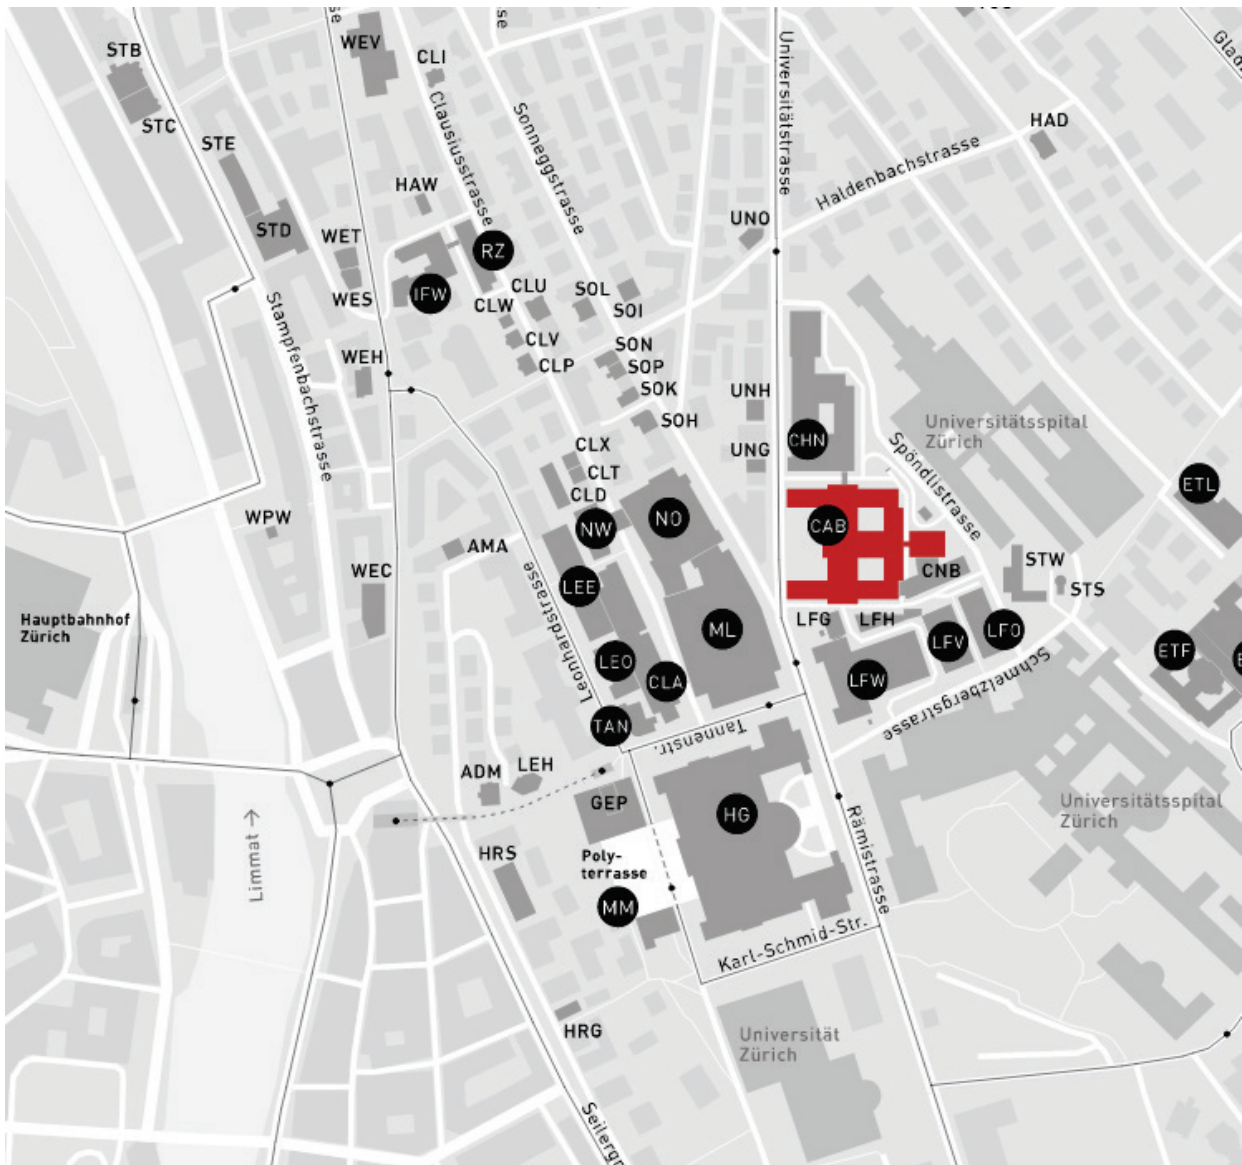 STB
WEV
CLI
STC
STE
Clausiusstrasse
Sonneggstrasse
Universitätstrasse
HAD
HAW
Haldenbachstrasse
STD
WET
RZ
UNO
WES
IFW
CLW
CLU
SOL
SOI
CLV
CLP
SON
SOP
SOK
SOH
Stampfenbachstrasse
WEH
UNH
CHN
Universitätsspital
Zürich
UNG
Spöndlistrasse
CLX
CLT
CLD
ETL
WPW
AMA
NW
NO
CAB
WEC
LEE
CNB
STW
STS
Hauptbahnhof
Zürich
Leonhardstrasse
ML
LFG
LFH
LFV
LFO
LEO
CLA
LFW
ETF
Schmelzbergstrasse
TAN
Tannenstr.
ADM
LEH
GEP
HG
Universitätsspital
Zürich
Limmat →
HRS
Poly-
terrasse
MM
Rämistrasse
Karl-Schmid-Str.
HRG
Universität
Zürich